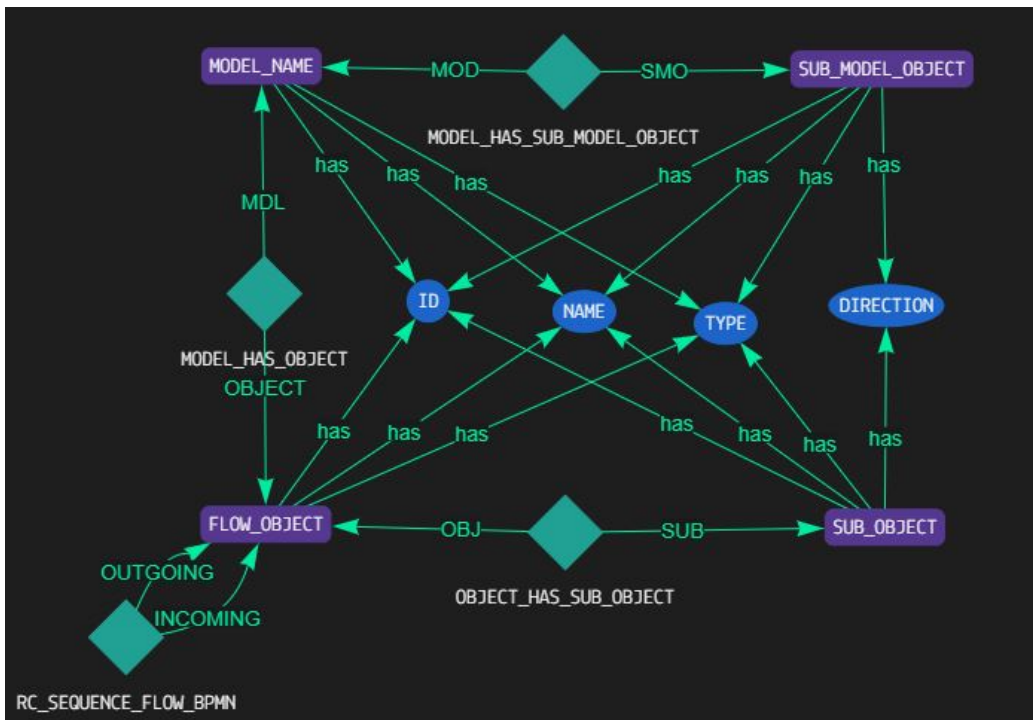 MODEL_NAME
MOD
SMO
SUB_MODEL_OBJECT
MODEL_HAS_SUB_MODEL_OBJECT
has
has
has
has
has
has
has
MDL
ID
NAME
TYPE
DIRECTION
MODEL_HAS_OBJECT
OBJECT
has
has
has
has
has
has
has
FLOW_OBJECT
OBJ
SUB
SUB_OBJECT
OUTGOING
INCOMING
OBJECT_HAS_SUB_OBJECT
RC_SEQUENCE_FLOW_BPMN